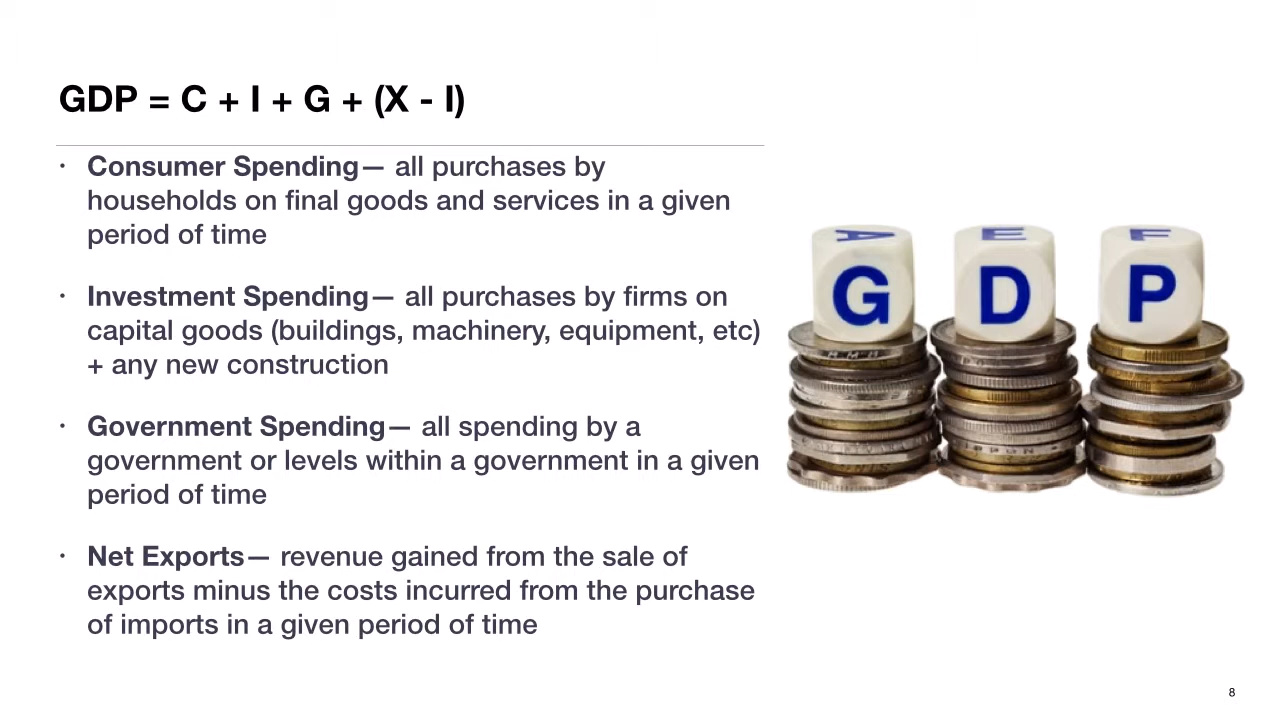 GDP = C + I + G + (X - I)
• Consumer Spending— all purchases by
households on final goods and services in a given
period of time
• Investment Spending— all purchases by firms on
capital goods (buildings, machinery, equipment, etc)
+ any new construction
• Government Spending— all spending by a
government or levels within a government in a given
period of time
• Net Exports— revenue gained from the sale of
exports minus the costs incurred from the purchase
of imports in a given period of time
A E
G D P
8